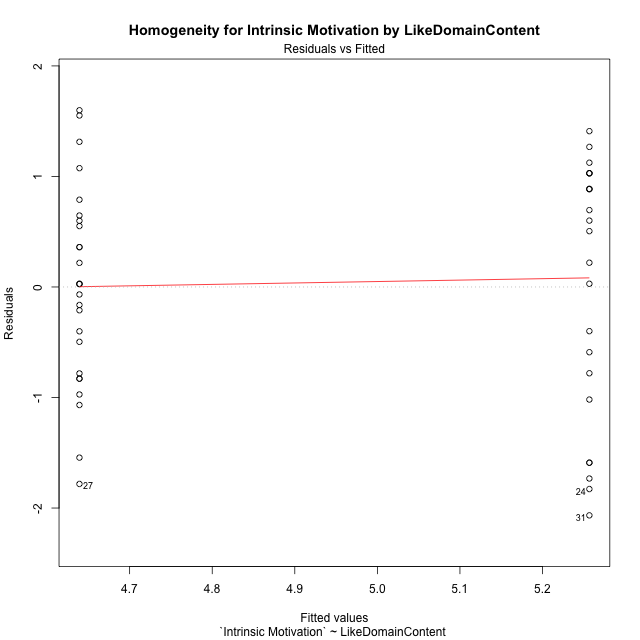 Homogeneity for Intrinsic Motivation by LikeDomainContent
Residuals vs Fitted
2
1
0
-1
-2
Residuals
27
24
31
4.7 4.8 4.9 5.0 5.1 5.2
Fitted values
`Intrinsic Motivation` ~ LikeDomainContent